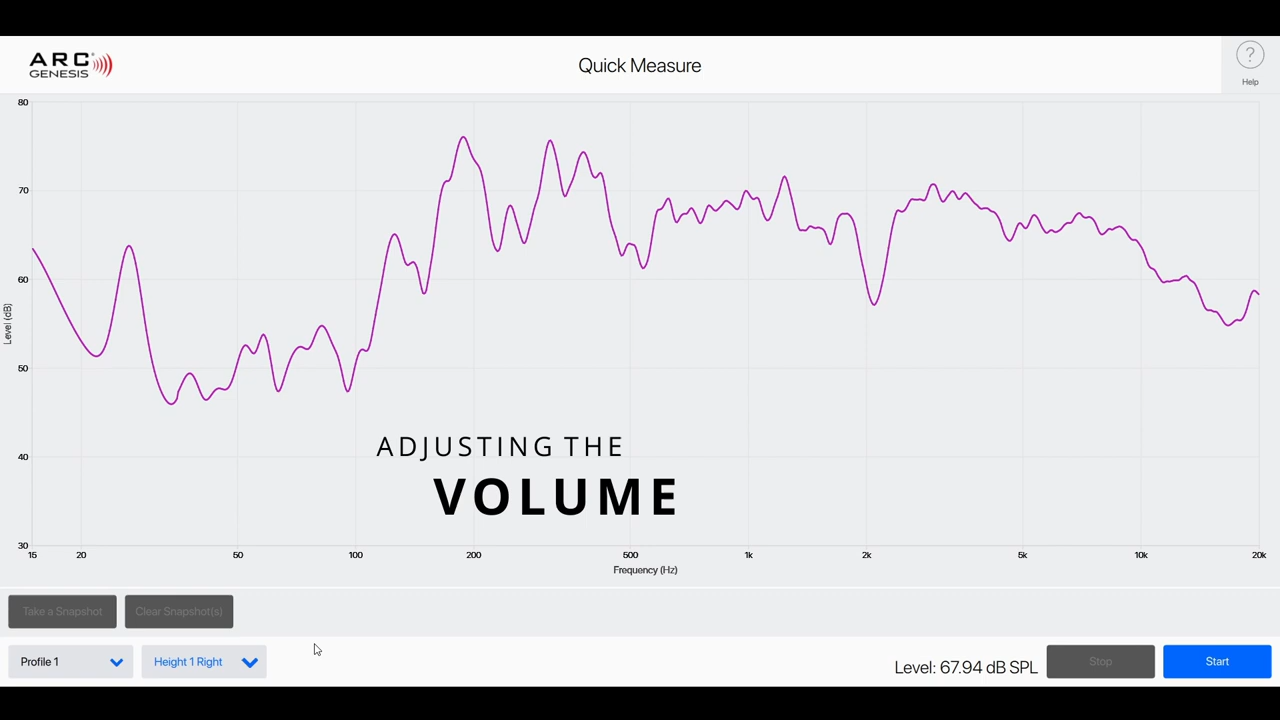 ARC
GENESIS
Quick Measure
?
Help
80
70
60
50
40
30
Level (dB)
ADJUSTING THE
VOLUME
15 20 50 100 200 500 1k 2k 5k 10k 20k
Frequency (Hz)
Take a Snapshot Clear Snapshot(s)
Profile 1 Height 1 Right Level: 67.94 dB SPL Stop Start